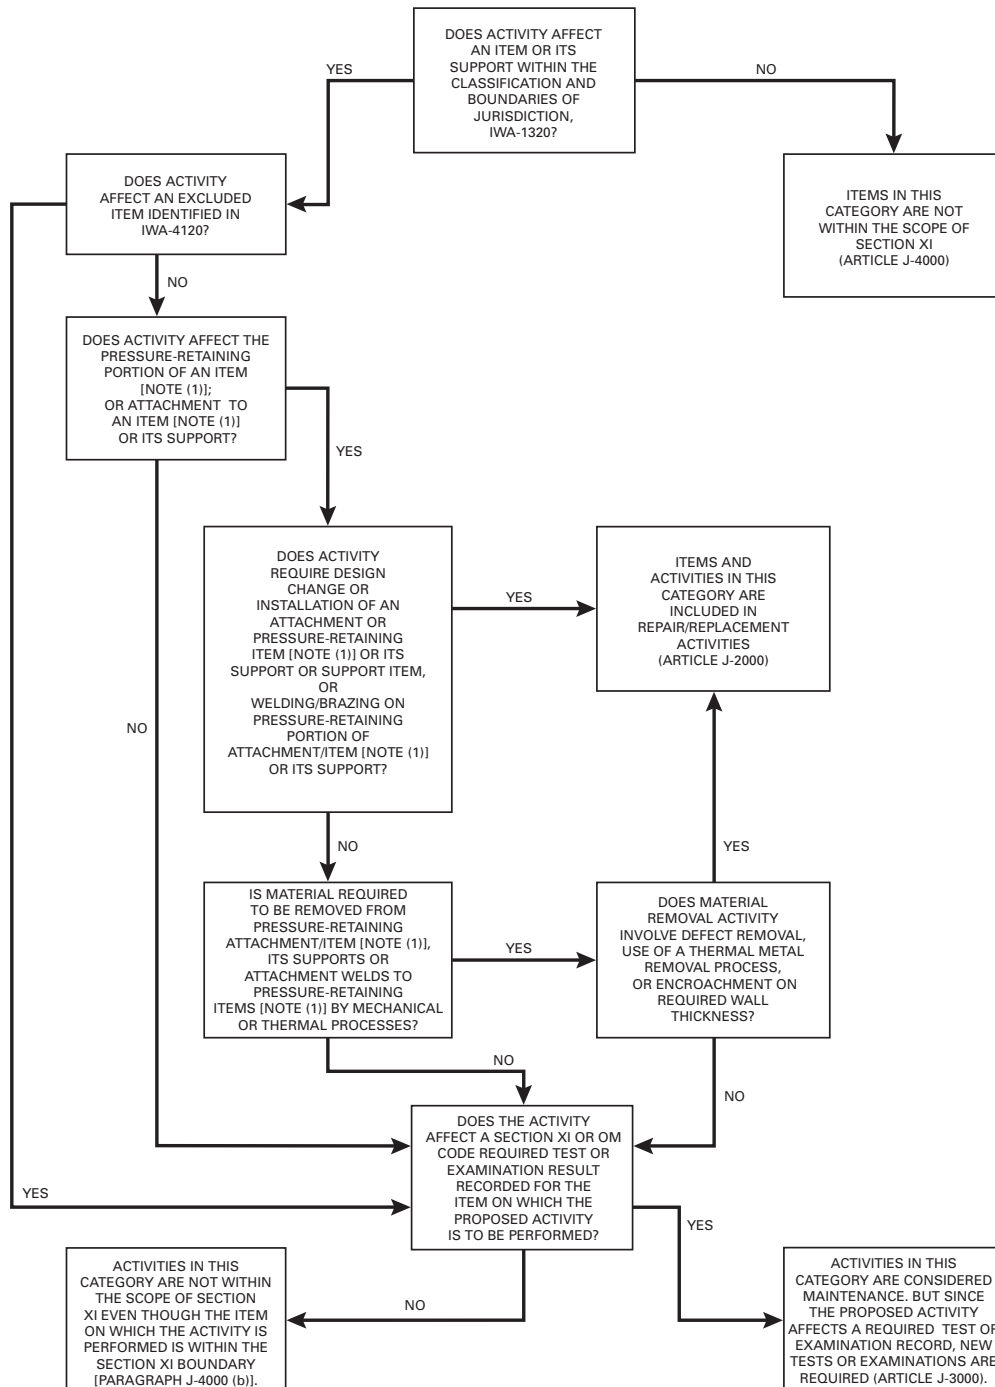 DOES ACTIVITY AFFECT
AN ITEM OR ITS
SUPPORT WITHIN THE
CLASSIFICATION AND
BOUNDARIES OF
JURISDICTION,
IWA-1320?
YES
NO
DOES ACTIVITY
AFFECT AN EXCLUDED
ITEM IDENTIFIED IN
IWA-4120?
ITEMS IN THIS
CATEGORY ARE NOT
WITHIN THE SCOPE OF
SECTION XI
(ARTICLE J-4000)
NO
DOES ACTIVITY AFFECT THE
PRESSURE-RETAINING
PORTION OF AN ITEM
[NOTE (1)];
OR ATTACHMENT TO
AN ITEM [NOTE (1)]
OR ITS SUPPORT?
YES
DOES ACTIVITY
REQUIRE DESIGN
CHANGE OR
INSTALLATION OF AN
ATTACHMENT OR
PRESSURE-RETAINING
ITEM [NOTE (1)] OR ITS
SUPPORT OR SUPPORT ITEM,
OR
WELDING/BRAZING ON
PRESSURE-RETAINING
PORTION OF
ATTACHMENT/ITEM [NOTE (1)]
OR ITS SUPPORT?
YES
ITEMS AND
ACTIVITIES IN THIS
CATEGORY ARE
INCLUDED IN
REPAIR/REPLACEMENT
ACTIVITIES
(ARTICLE J-2000)
NO
NO
YES
IS MATERIAL REQUIRED
TO BE REMOVED FROM
PRESSURE-RETAINING
ATTACHMENT/ITEM [NOTE (1)],
ITS SUPPORTS OR
ATTACHMENT WELDS TO
PRESSURE-RETAINING
ITEMS [NOTE (1)] BY MECHANICAL
OR THERMAL PROCESSES?
YES
DOES MATERIAL
REMOVAL ACTIVITY
INVOLVE DEFECT REMOVAL,
USE OF A THERMAL METAL
REMOVAL PROCESS,
OR ENCROACHMENT ON
REQUIRED WALL
THICKNESS?
NO
NO
DOES THE ACTIVITY
AFFECT A SECTION XI OR OM
CODE REQUIRED TEST OR
EXAMINATION RESULT
RECORDED FOR THE
ITEM ON WHICH THE
PROPOSED ACTIVITY
IS TO BE PERFORMED?
YES
YES
NO
ACTIVITIES IN THIS
CATEGORY ARE NOT WITHIN
THE SCOPE OF SECTION
XI EVEN THOUGH THE ITEM
ON WHICH THE ACTIVITY IS
PERFORMED IS WITHIN THE
SECTION XI BOUNDARY
[PARAGRAPH J-4000 (b)].
ACTIVITIES IN THIS
CATEGORY ARE CONSIDERED
MAINTENANCE. BUT SINCE
THE PROPOSED ACTIVITY
AFFECTS A REQUIRED TEST OR
EXAMINATION RECORD, NEW
TESTS OR EXAMINATIONS ARE
REQUIRED (ARTICLE J-3000).